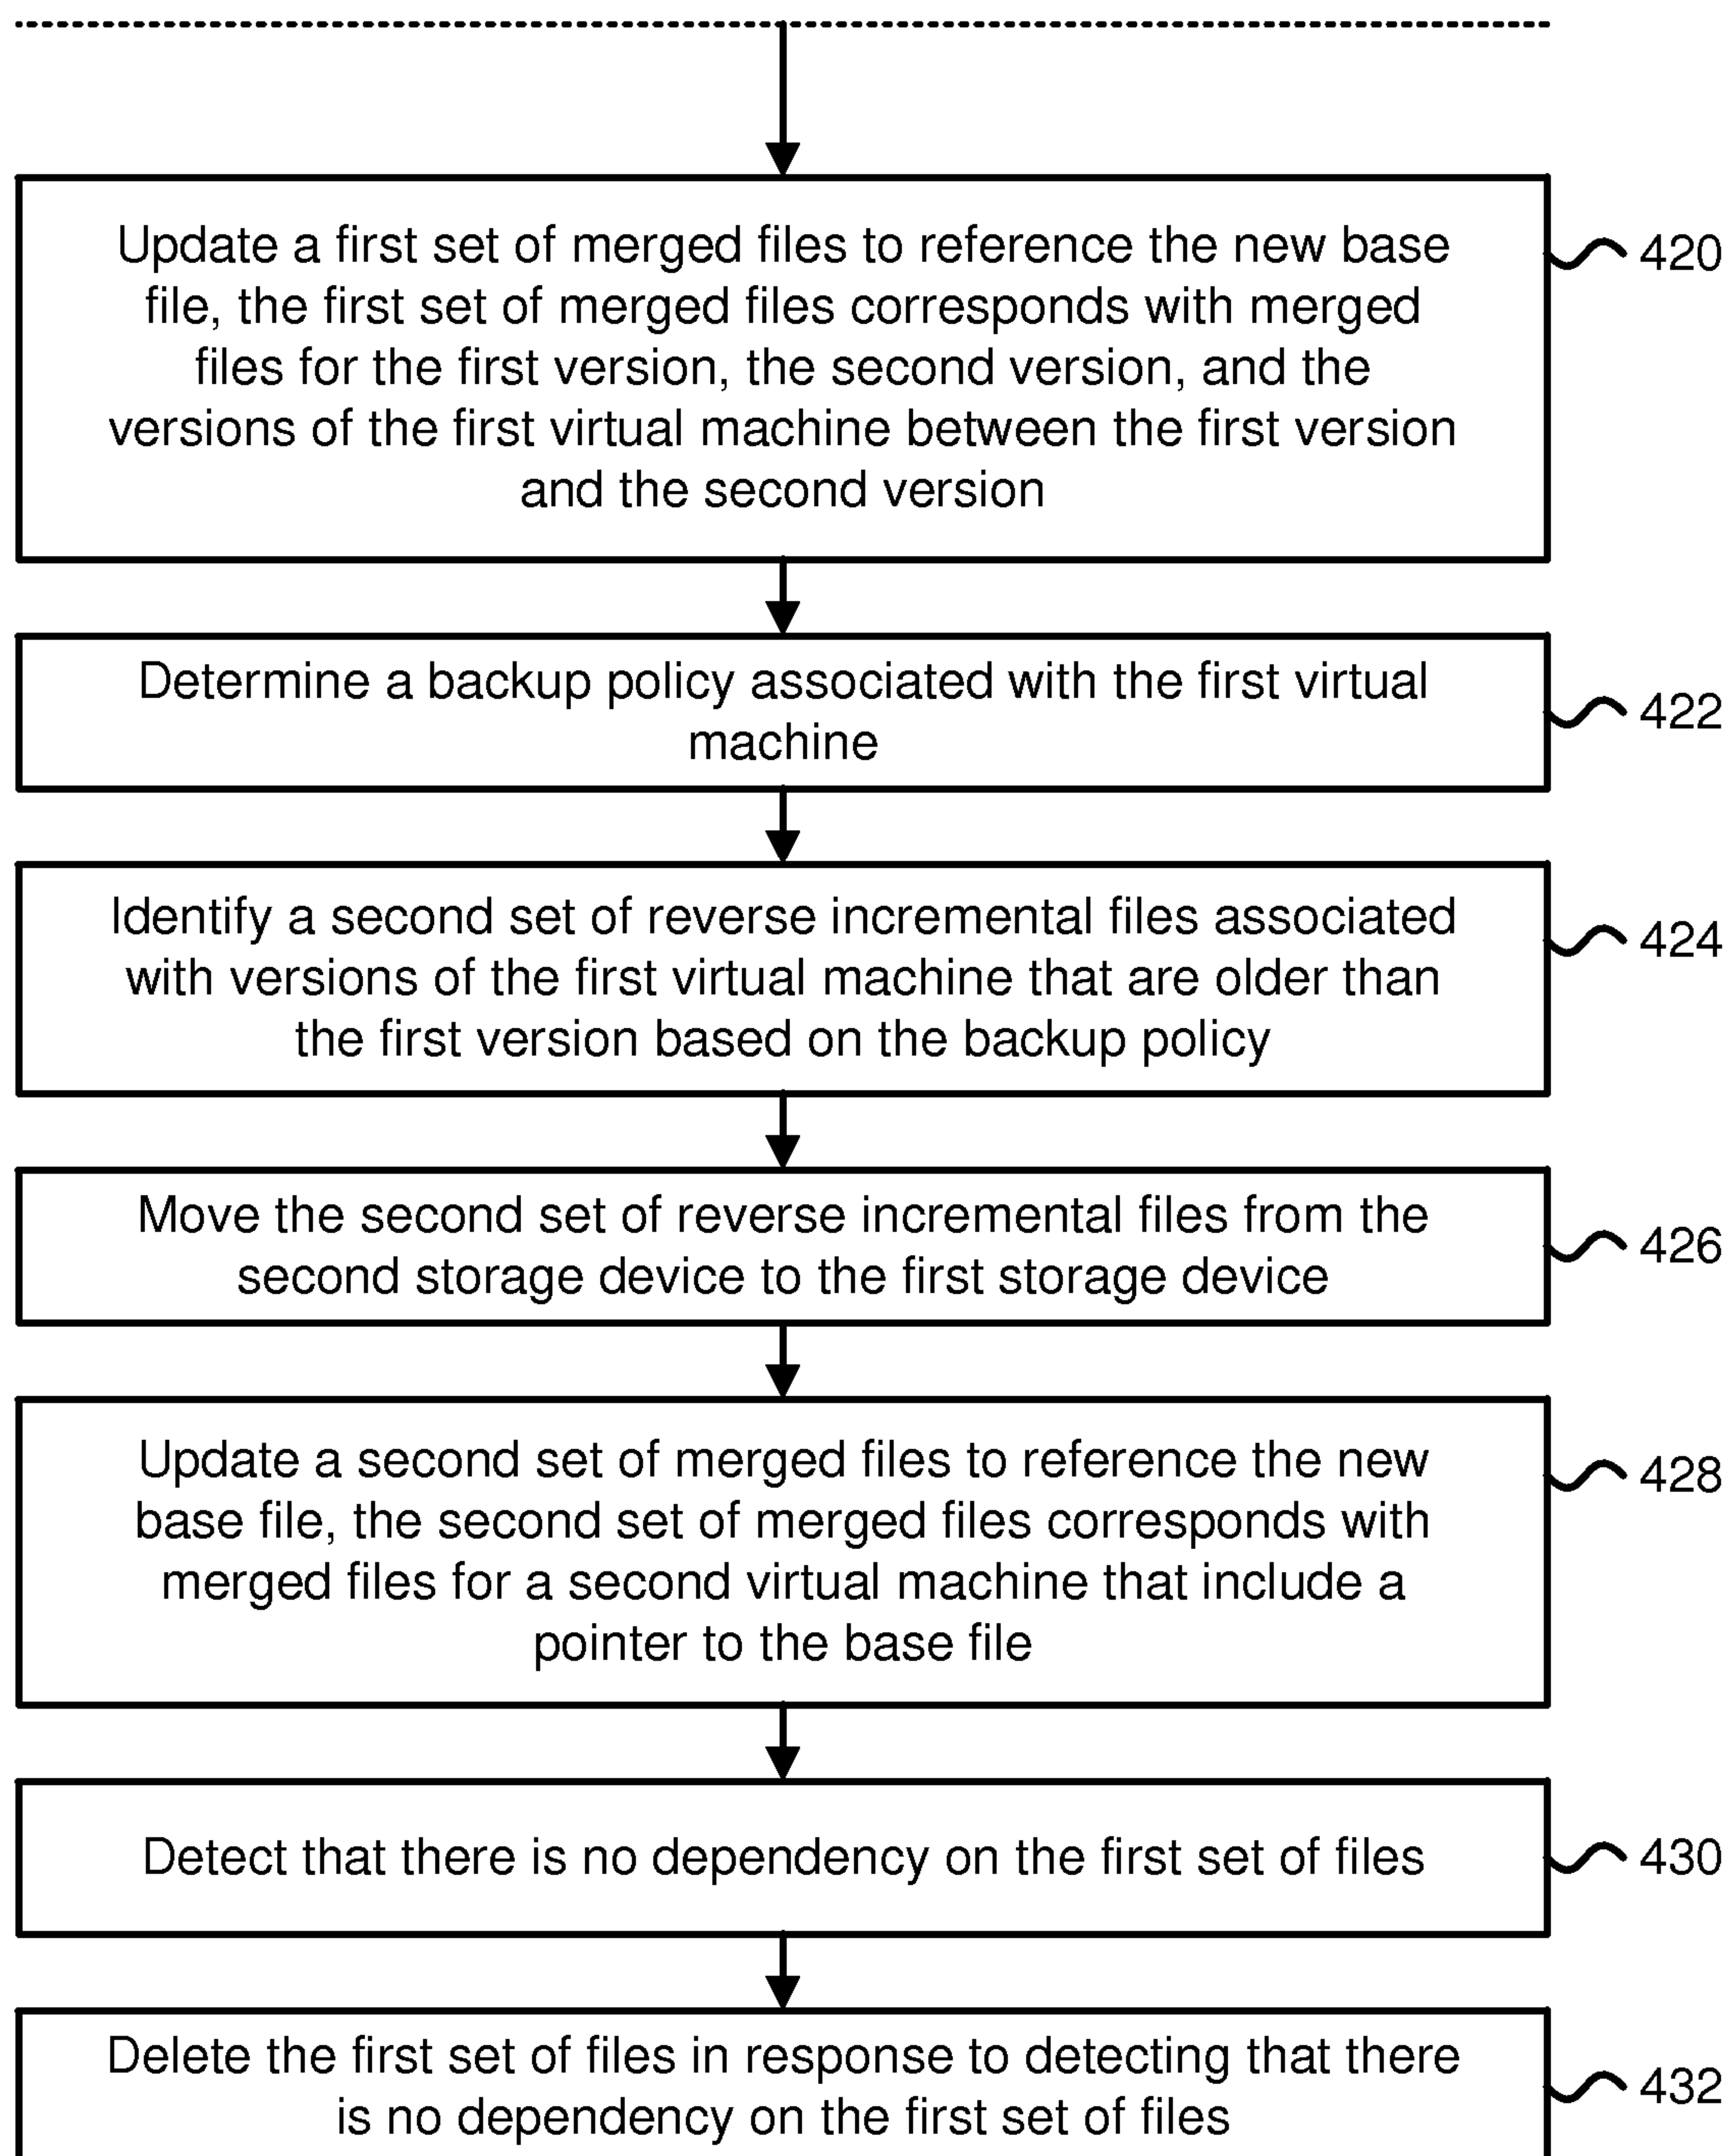 Update a first set of merged files to reference the new base
file, the first set of merged files corresponds with merged
files for the first version, the second version, and the
versions of the first virtual machine between the first version
and the second version
420
Determine a backup policy associated with the first virtual
machine
422
Identify a second set of reverse incremental files associated
with versions of the first virtual machine that are older than
the first version based on the backup policy
424
Move the second set of reverse incremental files from the
second storage device to the first storage device
426
Update a second set of merged files to reference the new
base file, the second set of merged files corresponds with
merged files for a second virtual machine that include a
pointer to the base file
428
Detect that there is no dependency on the first set of files
430
Delete the first set of files in response to detecting that there
is no dependency on the first set of files
432